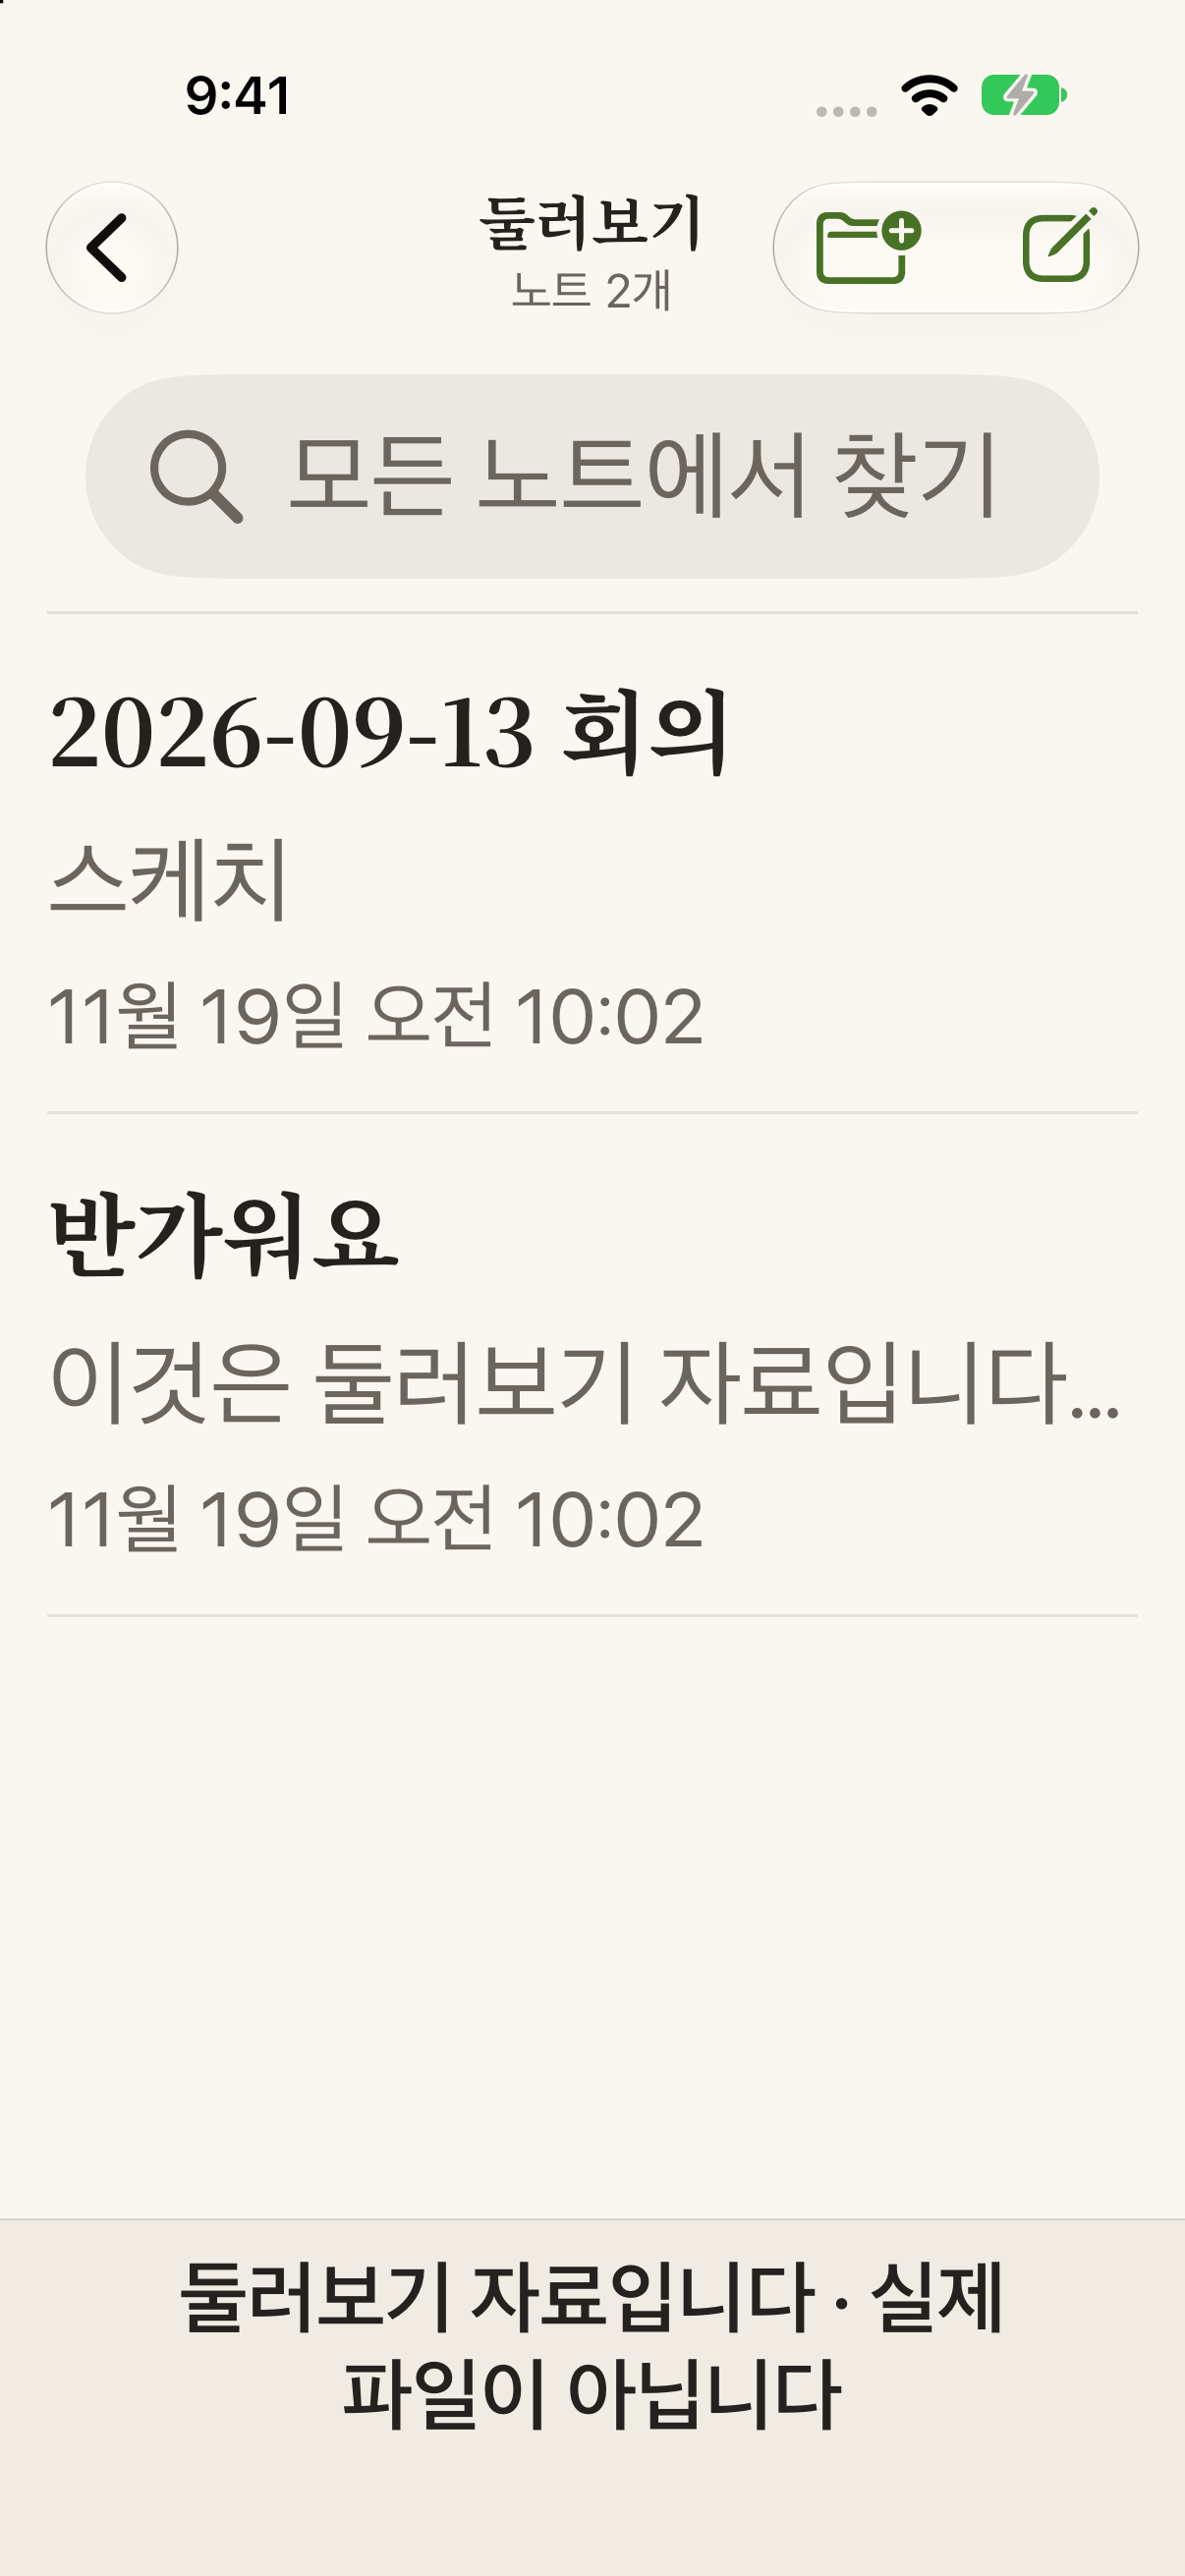 9:41
둘러보기
노트 2개
모든 노트에서 찾기
2026-09-13 회의
스케치
11월 19일 오전 10:02
반가워요
이것은 둘러보기 자료입니다...
11월 19일 오전 10:02
둘러보기 자료입니다 · 실제
파일이 아닙니다